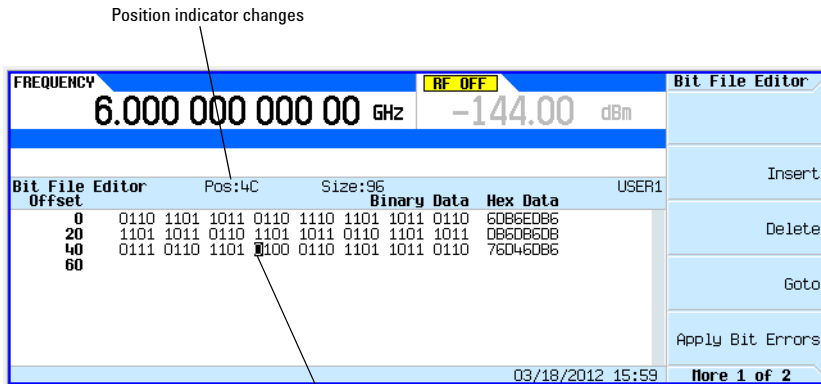 Position indicator changes
FREQUENCY RF OFF Bit File Editor
6.000 000 000 00 GHz -144.00 dBm
Insert
Bit File Editor Pos:4C Size:96 USER1
Offset Binary Data Hex Data
0 0110 1101 1011 0110 1110 1101 1011 0110 6DB6EDB6
20 1101 1011 0110 1101 1011 0110 1101 1011 DB6DB6DB
Delete
40 0111 0110 1101 0100 0110 1101 1011 0110 76D46DB6
60
Goto
Apply Bit Errors
03/18/2012 15:59 More 1 of 2